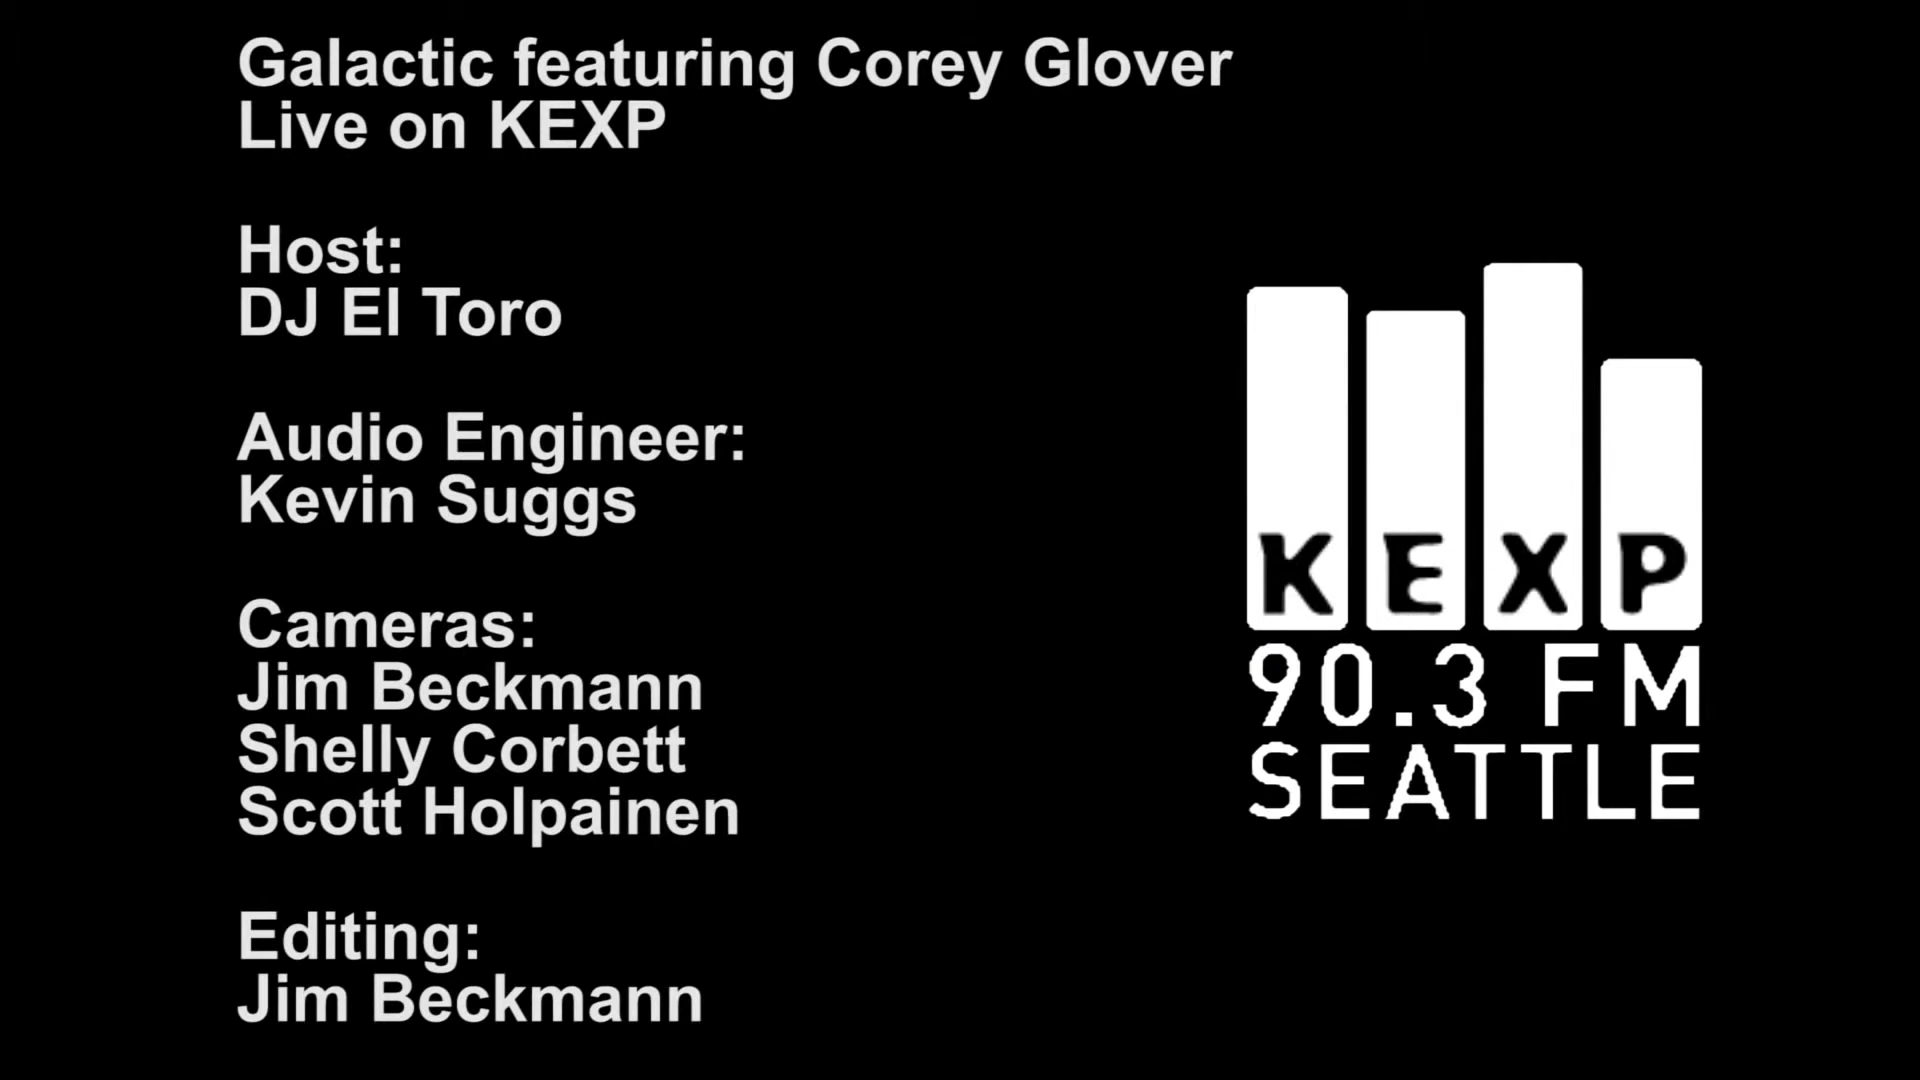 Galactic featuring Corey Glover
Live on KEXP
Host:
DJ El Toro
Audio Engineer:
Kevin Suggs
Cameras:
Jim Beckmann
Shelly Corbett
Scott Holpainen
Editing:
Jim Beckmann
KEXP
90.3 FM
SEATTLE